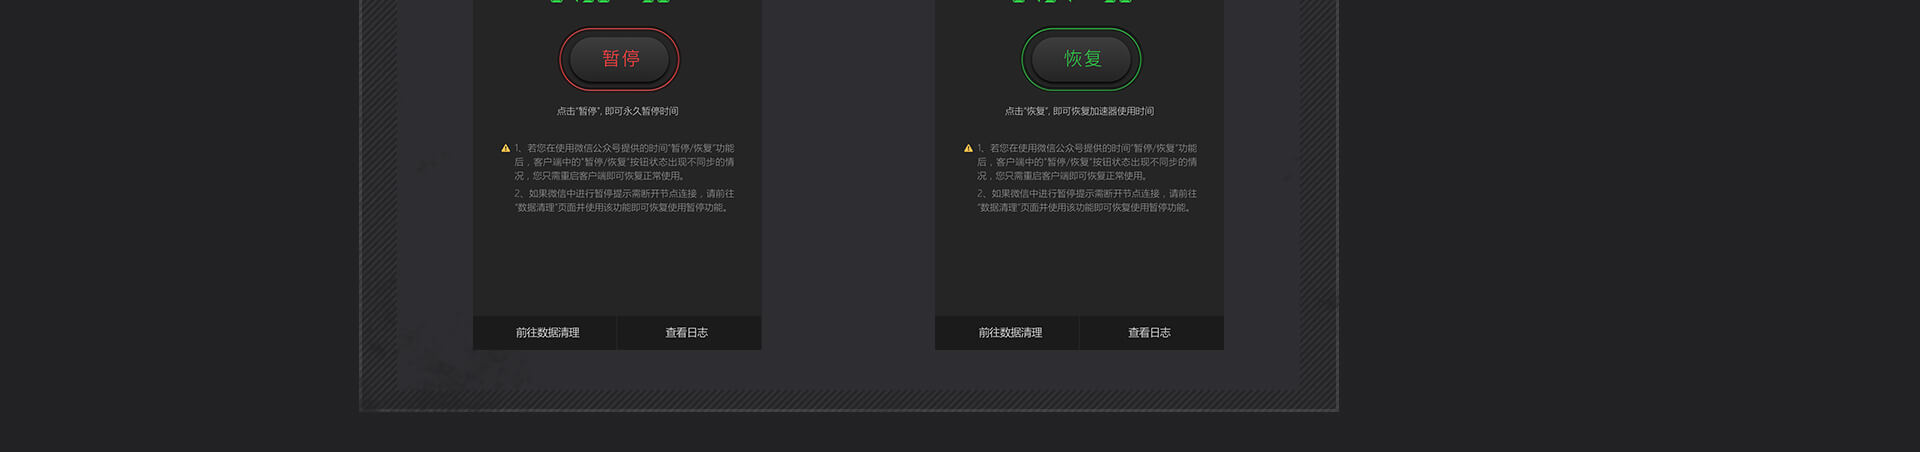 暂停
点击"暂停", 即可永久暂停时间
1、若您在使用微信公众号提供的时间"暂停/恢复"功能
后，客户端中的"暂停/恢复"按钮状态出现不同步的情
况，您只需重启客户端即可恢复正常使用。
2、如果微信中进行暂停提示需断开节点连接，请前往
"数据清理"页面并使用该功能即可恢复使用暂停功能。
前往数据清理
查看日志
恢复
点击"恢复", 即可恢复加速器使用时间
1、若您在使用微信公众号提供的时间"暂停/恢复"功能
后，客户端中的"暂停/恢复"按钮状态出现不同步的情
况，您只需重启客户端即可恢复正常使用。
2、如果微信中进行暂停提示需断开节点连接，请前往
"数据清理"页面并使用该功能即可恢复使用暂停功能。
前往数据清理
查看日志